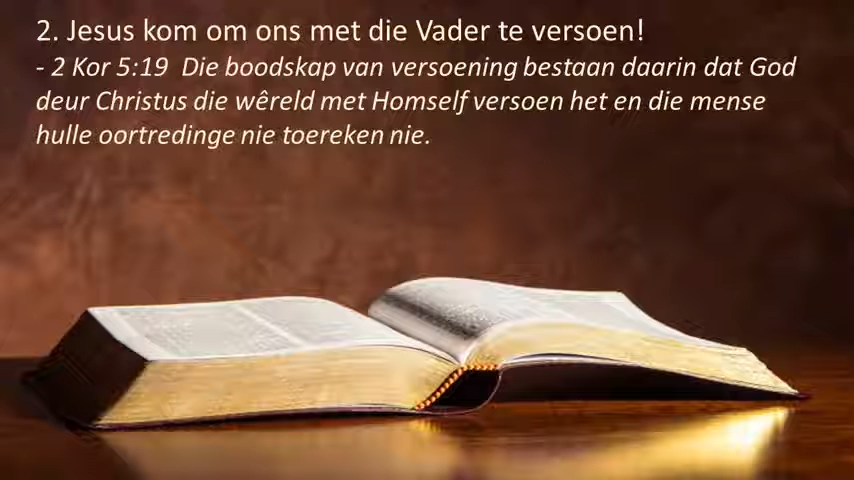 2. Jesus kom om ons met die Vader te versoen!
- 2 Kor 5:19  Die boodskap van versoening bestaan daarin dat God
deur Christus die wêreld met Homself versoen het en die mense
hulle oortredinge nie toereken nie.